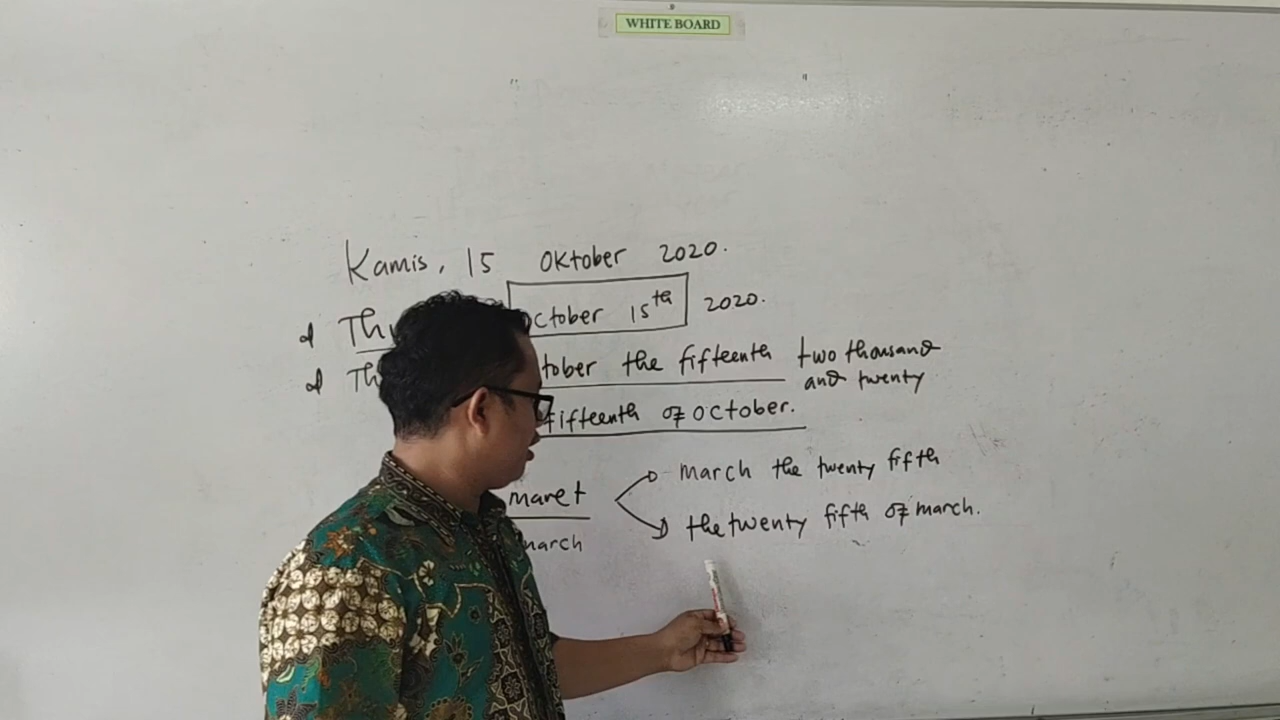 WHITE BOARD
Kamis, 15 Oktober 2020.
Th ctober 15th 2020.
Th tober the fifteenth two thousand
and twenty
fifteenth of october.
maret march the twenty fifth
the twenty fifth of march.
march